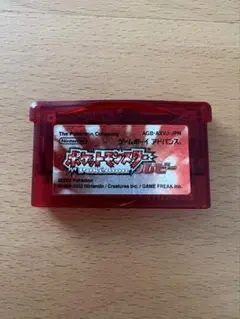 The Pokémon Company AGB-AXVJ-JPN
Nintendo ゲームボーイ アドバンス
ポケットモンスター
ルビー
Nintendo / Creatures inc. / GAME FREAK inc.